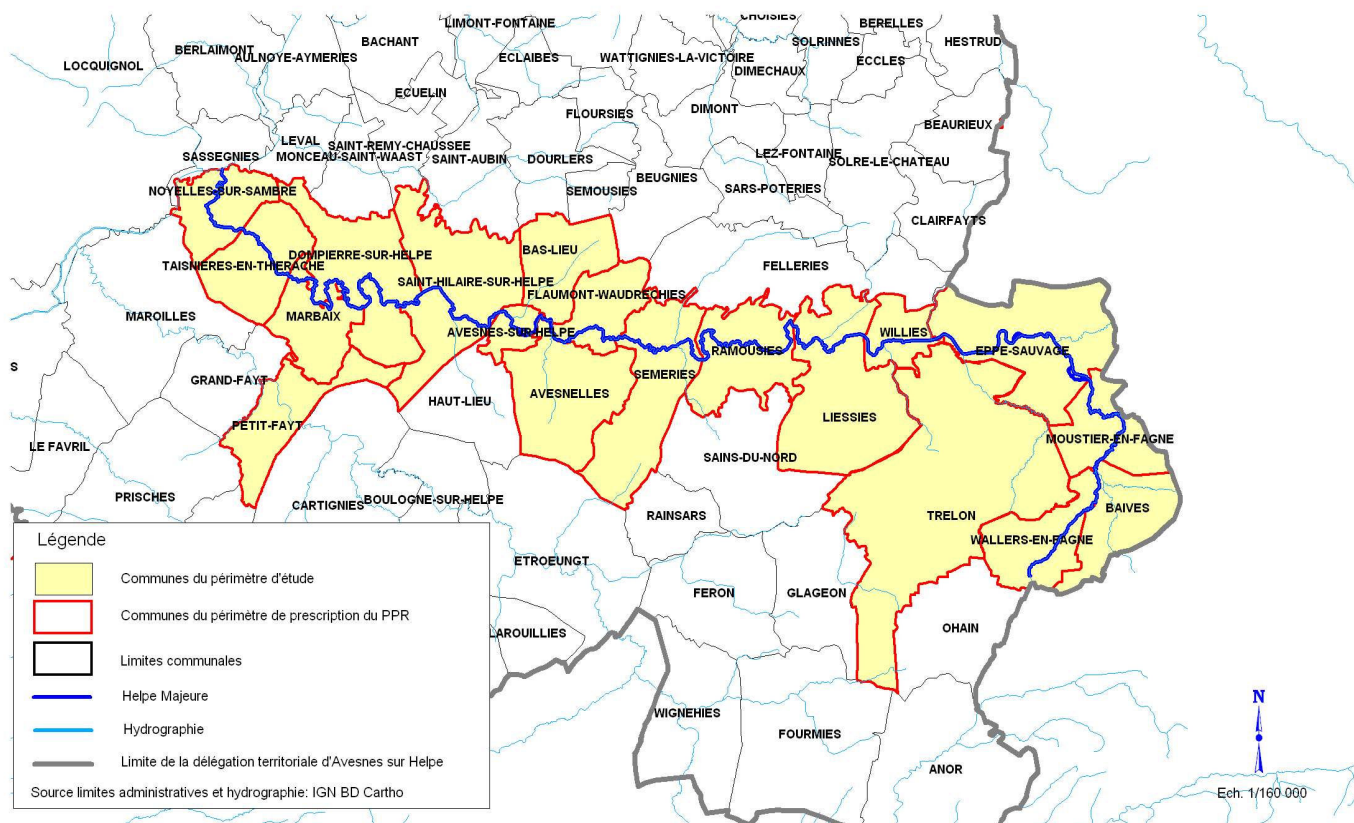 CHOISIES
BERELLES
LIMONT-FONTAINE
HESTRUD
BACHANT
SOLRINNES
BERLAIMONT
AULNOYE-AYMERIES
ECLAIBES
WATTIGNIES-LA-VICTOIRE
ECCLES
LOCQUIGNOL
DIMECHAUX
ECUELIN
DIMONT
FLOURSIES
BEAURIEUX
LEVAL
SAINT-REMY-CHAUSSEE
SASSEGNIES
MONCEAU-SAINT-WAAST
SAINT-AUBIN
DOURLERS
LEZ-FONTAINE
SOLRE-LE-CHATEAU
BEUGNIES
NOYELLES-SUR-SAMBRE
SEMOUSIES
SARS-POTERIES
CLAIRFAYTS
BAS-LIEU
DOMPIERRE-SUR-HELPE
TAISNIERES-EN-THIERACHE
FELLERIES
SAINT-HILAIRE-SUR-HELPE
FLAUMONT-WAUDRECHIES
MAROILLES
MARBAIX
AVESNES-SUR-HELPE
WILLIES
RAMOUSIES
EPPE-SAUVAGE
S
GRAND-FAYT
SEMERIES
HAUT-LIEU
AVESNELLES
LIESSIES
PETIT-FAYT
LE FAVRIL
MOUSTIER-EN-FAGNE
SAINS-DU-NORD
PRISCHES
CARTIGNIES
BOULOGNE-SUR-HELPE
RAINSARS
TRELON
BAIVES
WALLERS-EN-FAGNE
ETROEUNGT
FERON
GLAGEON
LAROUILLIES
OHAIN
WIGNEHIES
FOURMIES
ANOR
Légende
Communes du périmètre d'étude
Communes du périmètre de prescription du PPR
Limites communales
Helpe Majeure
Hydrographie
Limite de la délégation territoriale d'Avesnes sur Helpe
Source limites administratives et hydrographie: IGN BD Cartho
N
Ech. 1/160 000